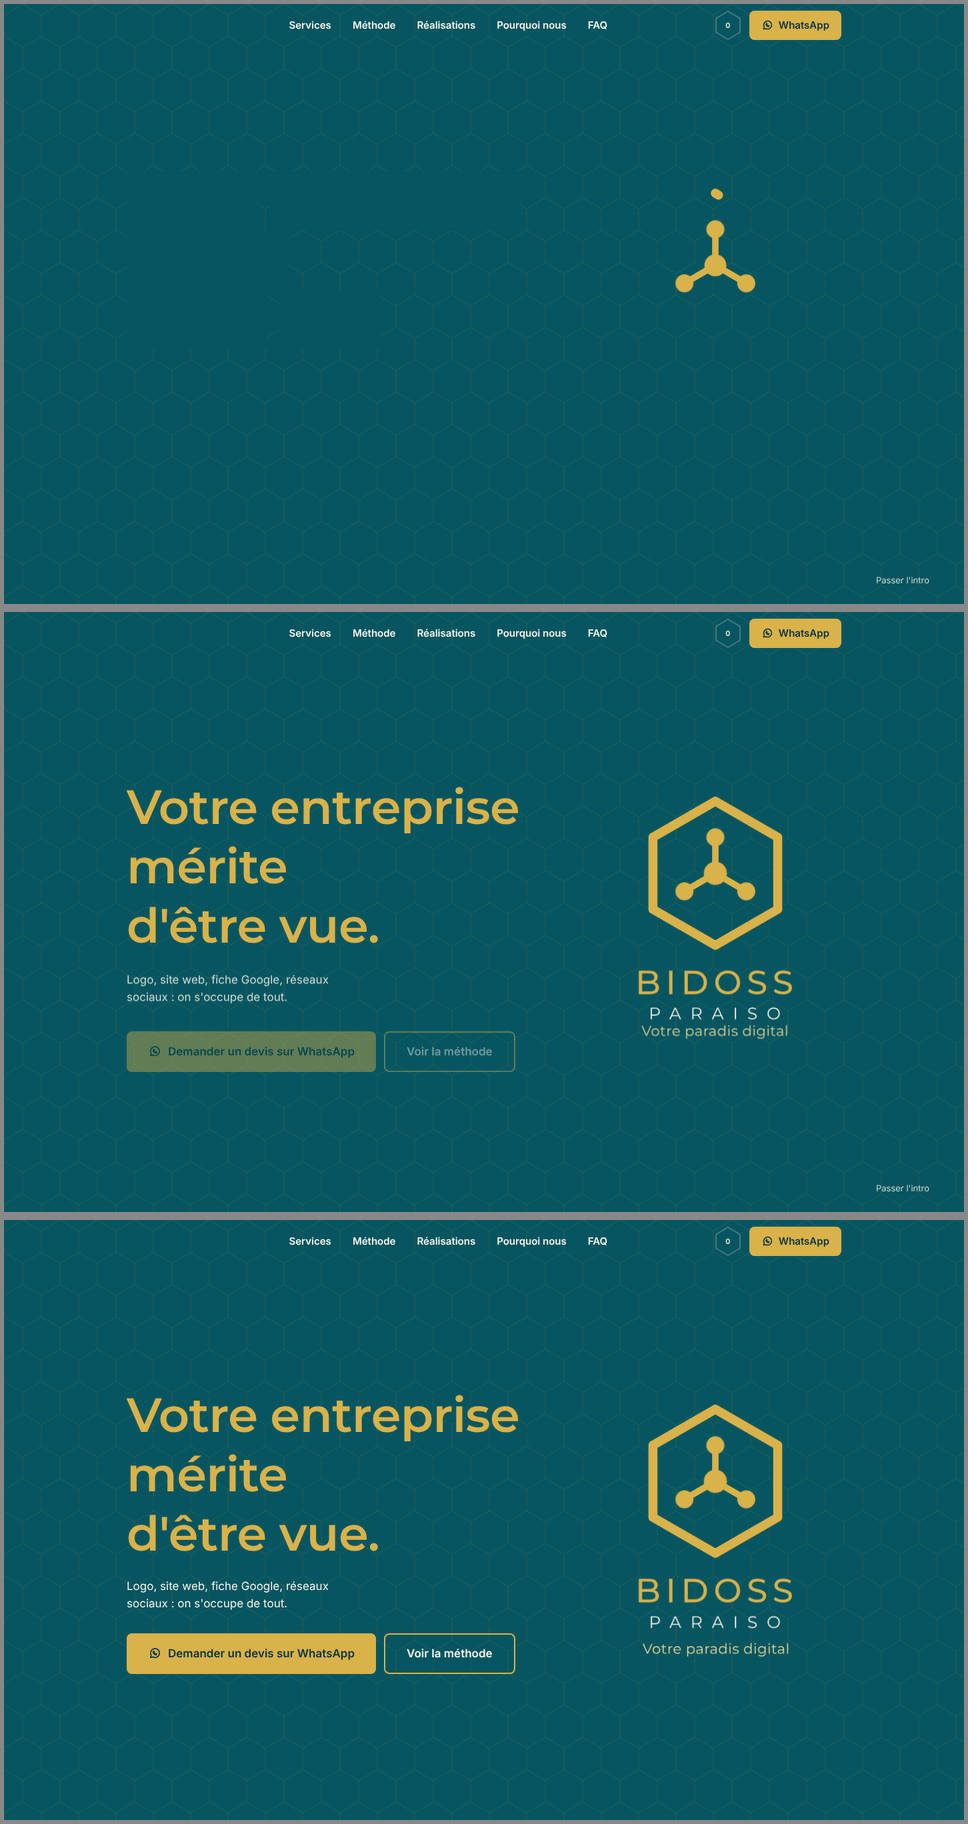 Services Méthode Réalisations Pourquoi nous FAQ 0 WhatsApp
Passer l'intro
Services Méthode Réalisations Pourquoi nous FAQ 0 WhatsApp
Votre entreprise
mérite
d'être vue.
Logo, site web, fiche Google, réseaux
sociaux : on s'occupe de tout.
Demander un devis sur WhatsApp Voir la méthode
BIDOSS
PARAISO
Votre paradis digital
Passer l'intro
Services Méthode Réalisations Pourquoi nous FAQ 0 WhatsApp
Votre entreprise
mérite
d'être vue.
Logo, site web, fiche Google, réseaux
sociaux : on s'occupe de tout.
Demander un devis sur WhatsApp Voir la méthode
BIDOSS
PARAISO
Votre paradis digital